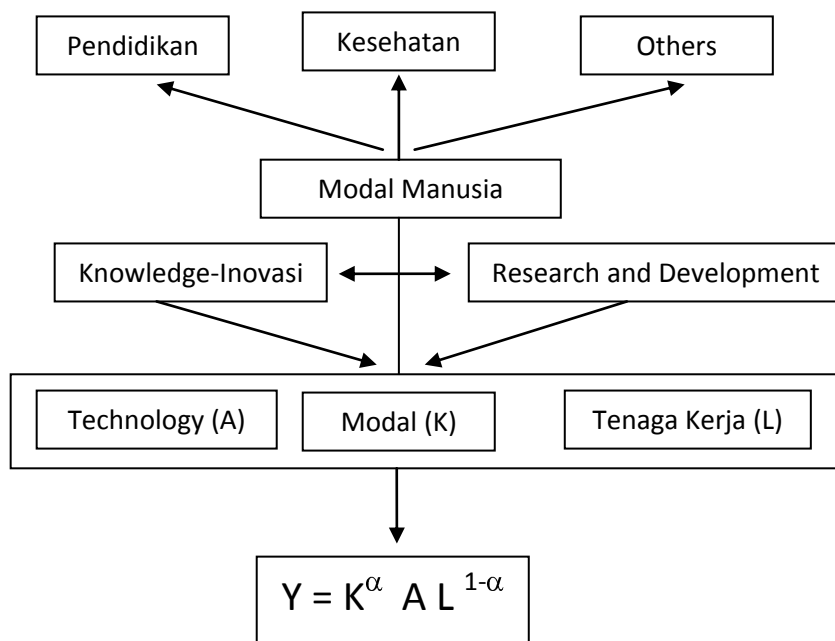 Pendidikan
Kesehatan
Others
Modal Manusia
Knowledge-Inovasi
Research and Development
Technology (A)
Modal (K)
Tenaga Kerja (L)
Y = K^α A L^1-α